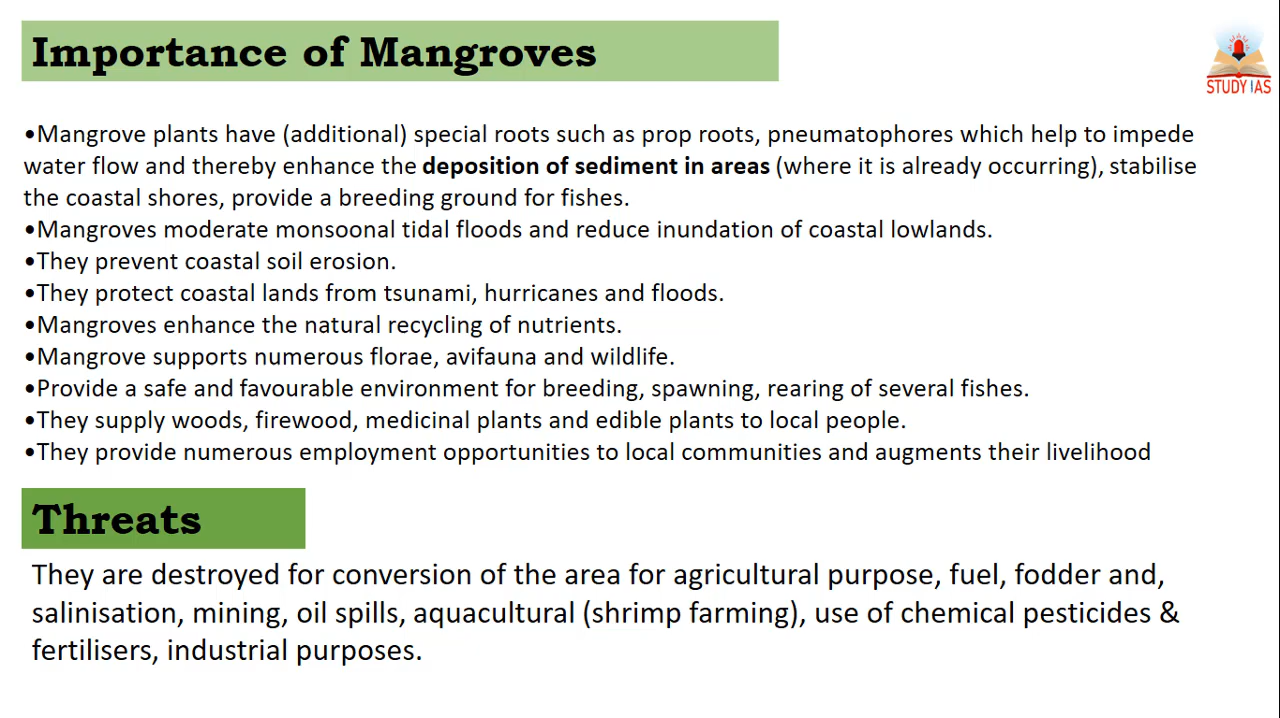 Importance of Mangroves
STUDY IAS
•Mangrove plants have (additional) special roots such as prop roots, pneumatophores which help to impede
water flow and thereby enhance the deposition of sediment in areas (where it is already occurring), stabilise
the coastal shores, provide a breeding ground for fishes.
•Mangroves moderate monsoonal tidal floods and reduce inundation of coastal lowlands.
•They prevent coastal soil erosion.
•They protect coastal lands from tsunami, hurricanes and floods.
•Mangroves enhance the natural recycling of nutrients.
•Mangrove supports numerous florae, avifauna and wildlife.
•Provide a safe and favourable environment for breeding, spawning, rearing of several fishes.
•They supply woods, firewood, medicinal plants and edible plants to local people.
•They provide numerous employment opportunities to local communities and augments their livelihood
Threats
They are destroyed for conversion of the area for agricultural purpose, fuel, fodder and,
salinisation, mining, oil spills, aquacultural (shrimp farming), use of chemical pesticides &
fertilisers, industrial purposes.